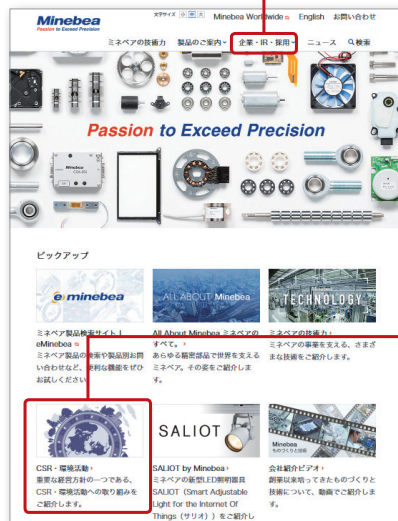 Minebea
Passion to Exceed Precision
文字サイズ 小 中 大 Minebea Worldwide English お問い合わせ
ミネベアの技術力 製品のご案内 企業・IR・採用 ニュース 検索
Passion to Exceed Precision
Minebea
ピックアップ
e-minebea
ALL ABOUT Minebea
TECHNOLOGY
ミネベア製品検索サイト |
eMinebea
ミネベア製品の検索や製品別お問
い合わせなど、便利な機能をぜひ
お試しください
All About Minebea ミネベアの
すべて。 ›
あらゆる精密部品で世界を支える
ミネベア。その姿をご紹介しま
す。
ミネベアの技術力 ›
ミネベアの事業を支える、さまざ
まな技術をご紹介します。
SALIOT
Minebea
ものづくりと技術
CSR・環境活動 ›
重要な経営方針の一つである、
CSR・環境活動への取り組みを
ご紹介します。
SALIOT by Minebea ›
ミネベアの新型LED照明器具
SALIOT（Smart Adjustable
Light for the Internet Of
Things（サリオ））をご紹介し
会社紹介ビデオ ›
創業以来培ってきたものづくりと
技術について、動画でご紹介しま
す。